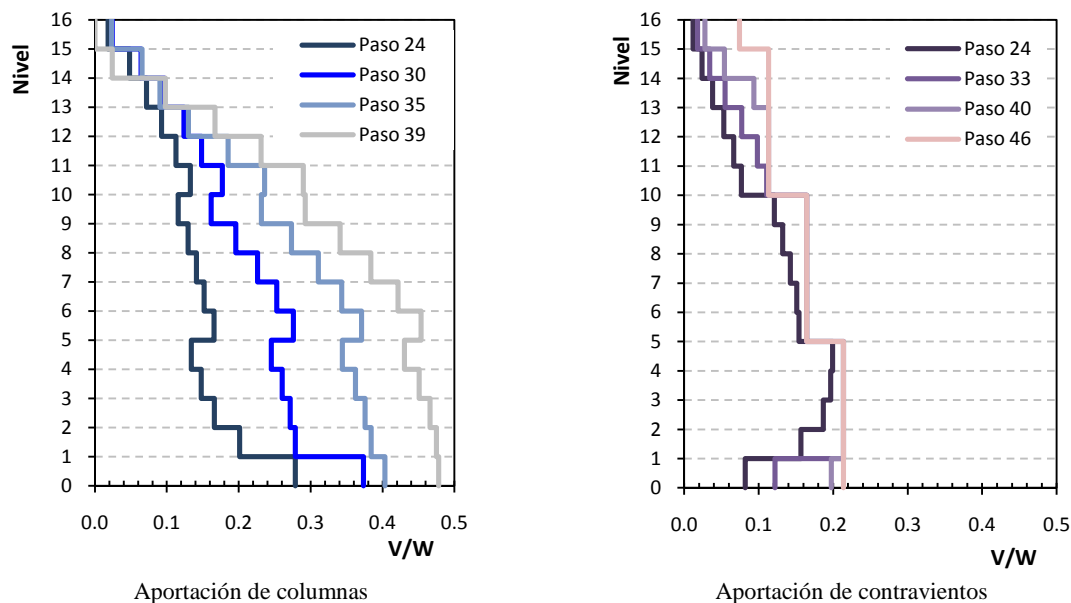 Nivel
16
15
14
13
12
11
10
9
8
7
6
5
4
3
2
1
0
Paso 24
Paso 30
Paso 35
Paso 39
0.0 0.1 0.2 0.3 0.4 0.5
V/W
Aportación de columnas
Nivel
16
15
14
13
12
11
10
9
8
7
6
5
4
3
2
1
0
Paso 24
Paso 33
Paso 40
Paso 46
0.0 0.1 0.2 0.3 0.4 0.5
V/W
Aportación de contravientos